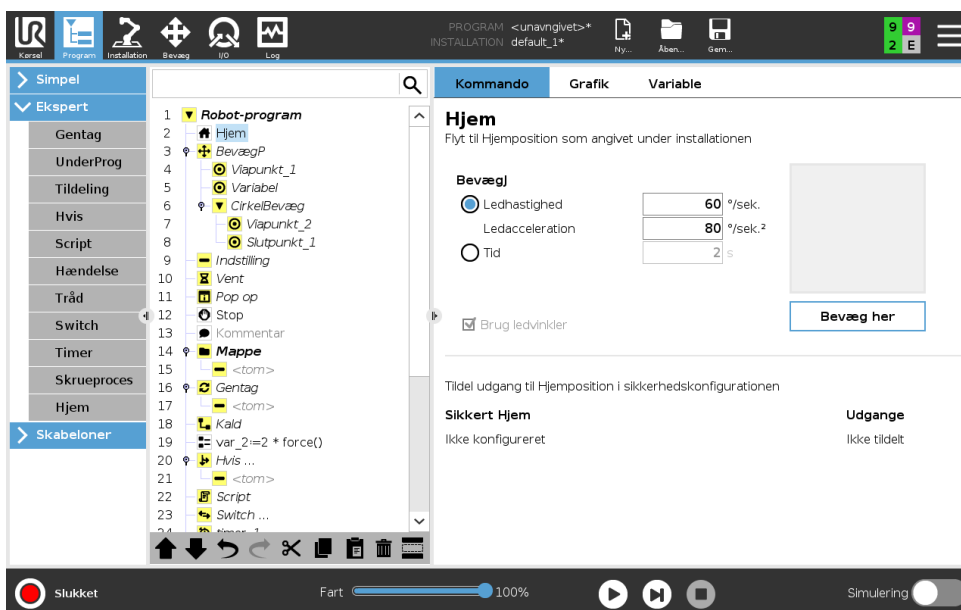 UR
PROGRAM <unavngivet>*
INSTALLATION default_1*
Kørsel
Program
Installation
Bevæg
I/O
Log
Ny...
Åben...
Gem...
9 9
2 E
Simpel
Ekspert
Gentag
UnderProg
Tildeling
Hvis
Script
Hændelse
Tråd
Switch
Timer
Skrueproces
Hjem
Skabeloner
1 Robot-program
2 Hjem
3 BevægP
4 Viapunkt_1
5 Variabel
6 CirkelBevæg
7 Viapunkt_2
8 Slutpunkt_1
9 Indstilling
10 Vent
11 Pop op
12 Stop
13 Kommentar
14 Mappe
15 <tom>
16 Gentag
17 <tom>
18 Kald
19 var_2:=2 * force()
20 Hvis ...
21 <tom>
22 Script
23 Switch ...
24 timer_1
Kommando
Grafik
Variable
Hjem
Flyt til Hjemposition som angivet under installationen
BevægJ
Ledhastighed 60 °/sek.
Ledacceleration 80 °/sek.²
Tid 2 s
Brug ledvinkler
Bevæg her
Tildel udgang til Hjemposition i sikkerhedskonfigurationen
Sikkert Hjem Udgange
Ikke konfigureret Ikke tildelt
Slukket
Fart 100%
Simulering